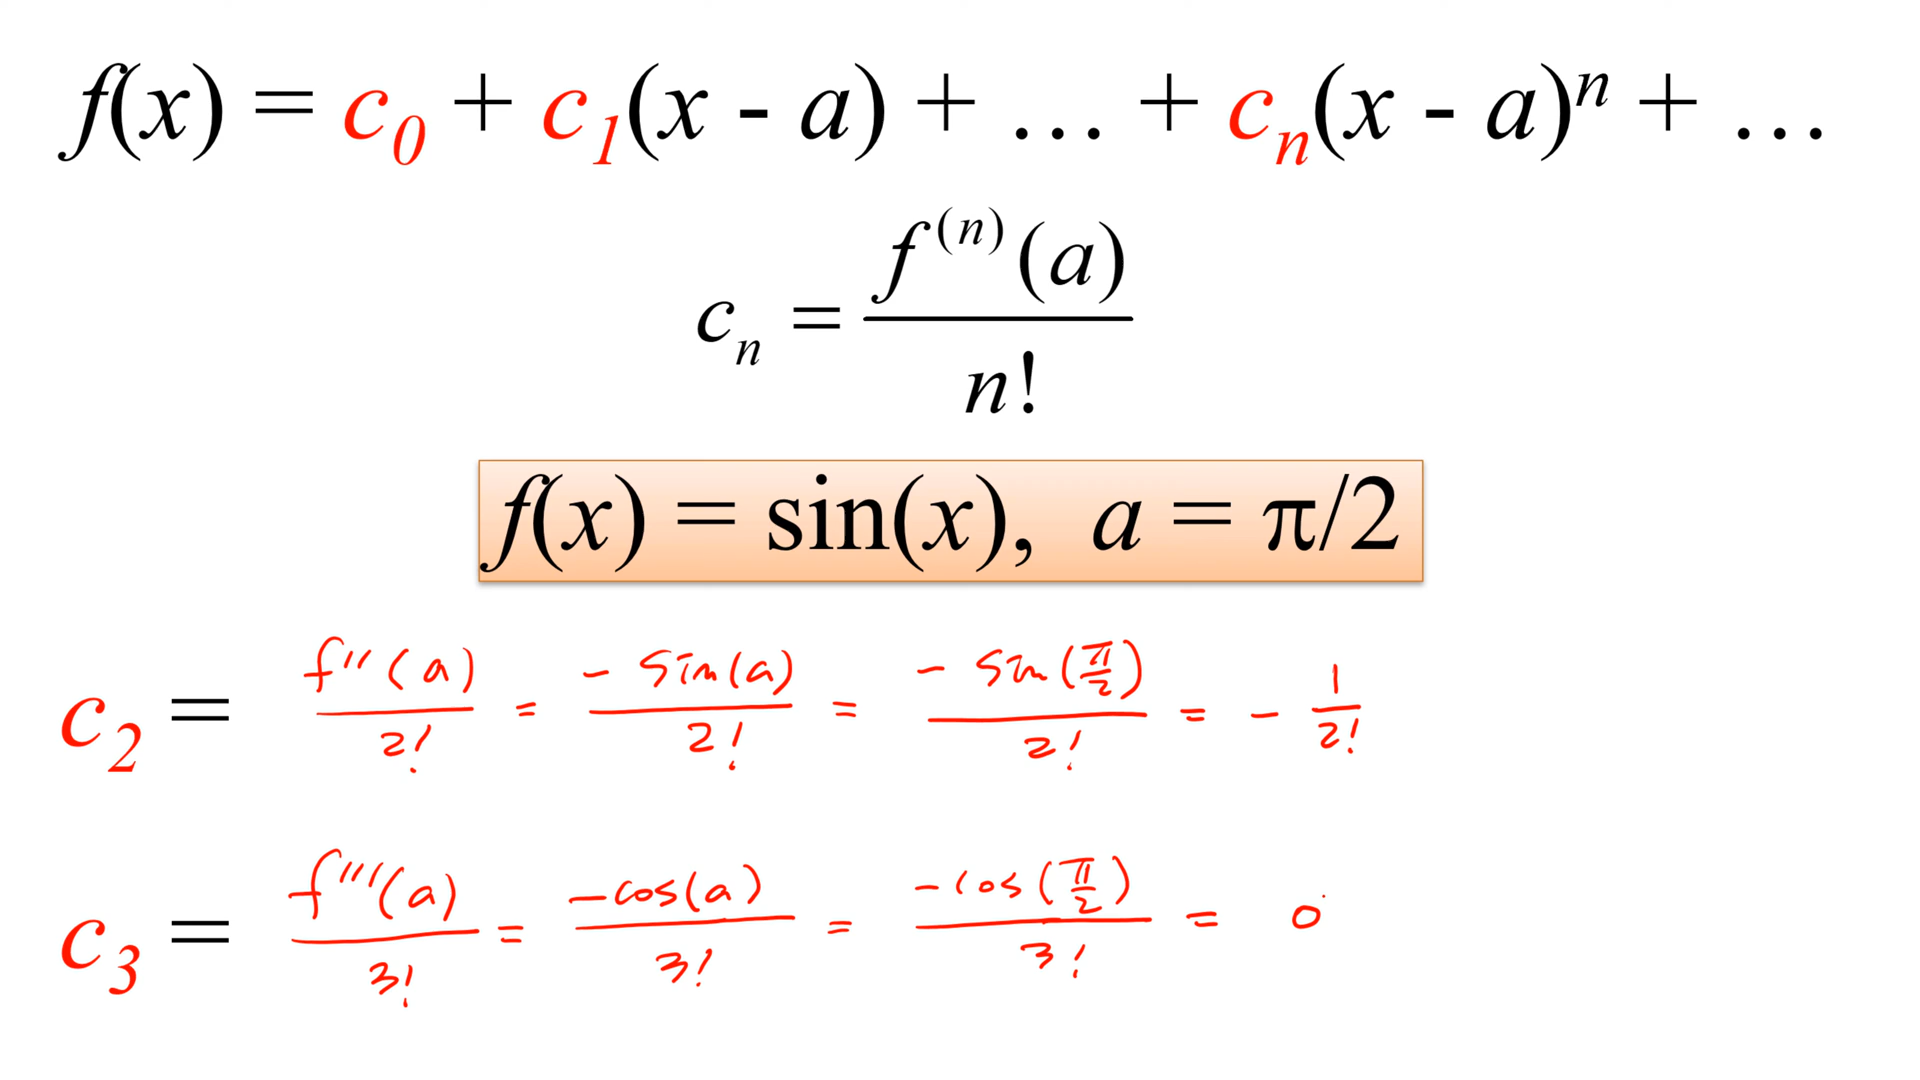 f(x) = c₀ + c₁(x - a) + … + cₙ(x - a)ⁿ + …
cₙ = f⁽ⁿ⁾(a) / n!
f(x) = sin(x), a = π/2
c₂ = f''(a) / 2! = - sin(a) / 2! = - sin(π/2) / 2! = - 1 / 2!
c₃ = f'''(a) / 3! = -cos(a) / 3! = -cos(π/2) / 3! = 0